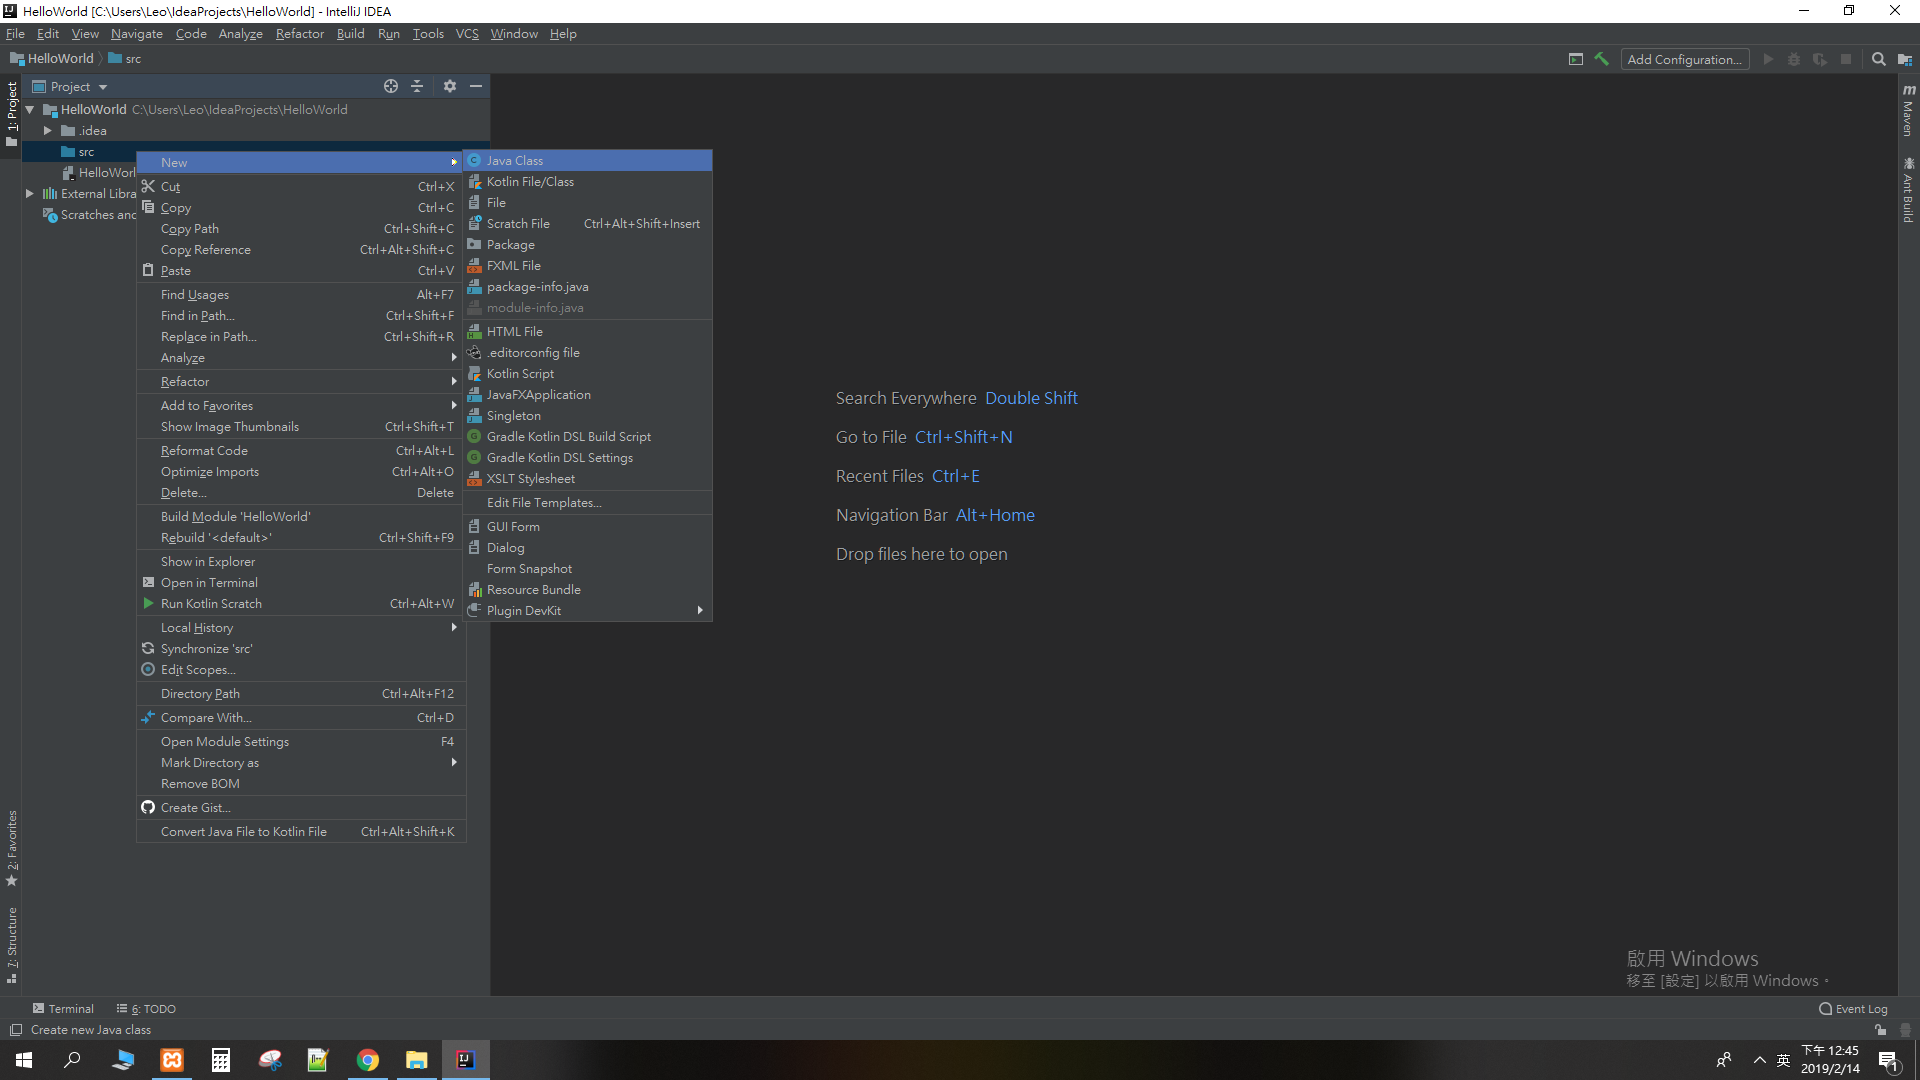 HelloWorld [C:\Users\Leo\IdeaProjects\HelloWorld] - IntelliJ IDEA
File Edit View Navigate Code Analyze Refactor Build Run Tools VCS Window Help
HelloWorld src
Add Configuration...
Project
1: Project
HelloWorld C:\Users\Leo\IdeaProjects\HelloWorld
.idea
src
HelloWorl
External Libra
Scratches and
New
Cut Ctrl+X
Copy Ctrl+C
Copy Path Ctrl+Shift+C
Copy Reference Ctrl+Alt+Shift+C
Paste Ctrl+V
Find Usages Alt+F7
Find in Path... Ctrl+Shift+F
Replace in Path... Ctrl+Shift+R
Analyze
Refactor
Add to Favorites
Show Image Thumbnails Ctrl+Shift+T
Reformat Code Ctrl+Alt+L
Optimize Imports Ctrl+Alt+O
Delete... Delete
Build Module 'HelloWorld'
Rebuild '<default>' Ctrl+Shift+F9
Show in Explorer
Open in Terminal
Run Kotlin Scratch Ctrl+Alt+W
Local History
Synchronize 'src'
Edit Scopes...
Directory Path Ctrl+Alt+F12
Compare With... Ctrl+D
Open Module Settings F4
Mark Directory as
Remove BOM
Create Gist...
Convert Java File to Kotlin File Ctrl+Alt+Shift+K
Java Class
Kotlin File/Class
File
Scratch File Ctrl+Alt+Shift+Insert
Package
FXML File
package-info.java
module-info.java
HTML File
.editorconfig file
Kotlin Script
JavaFXApplication
Singleton
Gradle Kotlin DSL Build Script
Gradle Kotlin DSL Settings
XSLT Stylesheet
Edit File Templates...
GUI Form
Dialog
Form Snapshot
Resource Bundle
Plugin DevKit
Search Everywhere Double Shift
Go to File Ctrl+Shift+N
Recent Files Ctrl+E
Navigation Bar Alt+Home
Drop files here to open
Maven
Ant Build
2: Favorites
7: Structure
啟用 Windows
移至 [設定] 以啟用 Windows。
Terminal 6: TODO
Event Log
Create new Java class
英
下午 12:45
2019/2/14
1